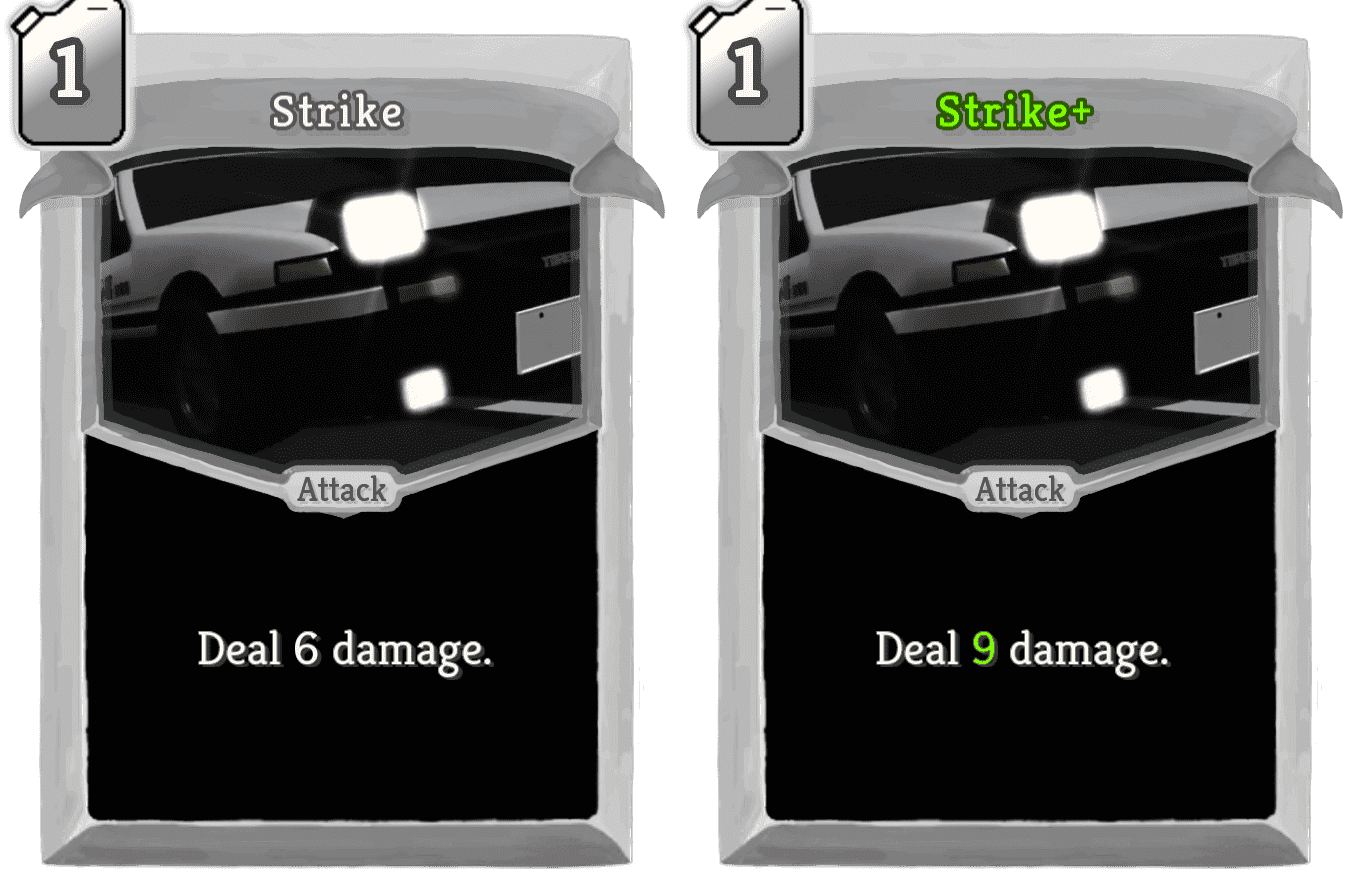 1
Strike
Attack
Deal 6 damage.
1
Strike+
Attack
Deal 9 damage.